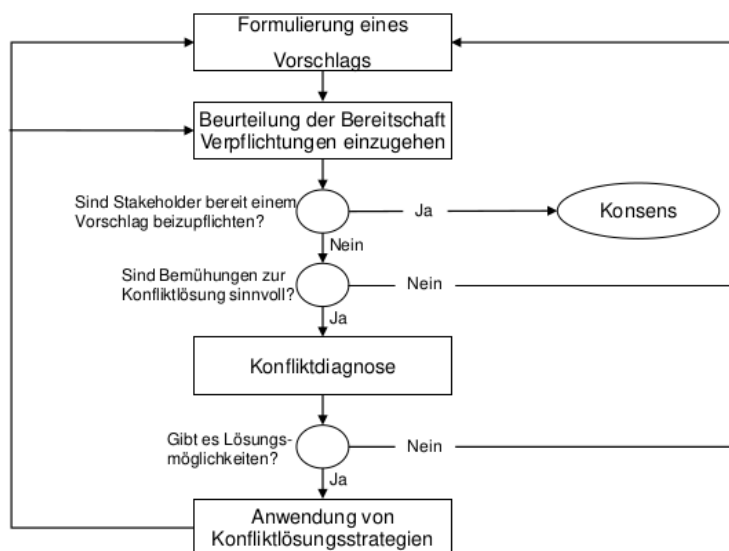 Formulierung eines
Vorschlags
Beurteilung der Bereitschaft
Verpflichtungen einzugehen
Sind Stakeholder bereit einem
Vorschlag beizupflichten?
Ja
Konsens
Nein
Sind Bemühungen zur
Konfliktlösung sinnvoll?
Nein
Ja
Konfliktdiagnose
Gibt es Lösungs-
möglichkeiten?
Nein
Ja
Anwendung von
Konfliktlösungsstrategien